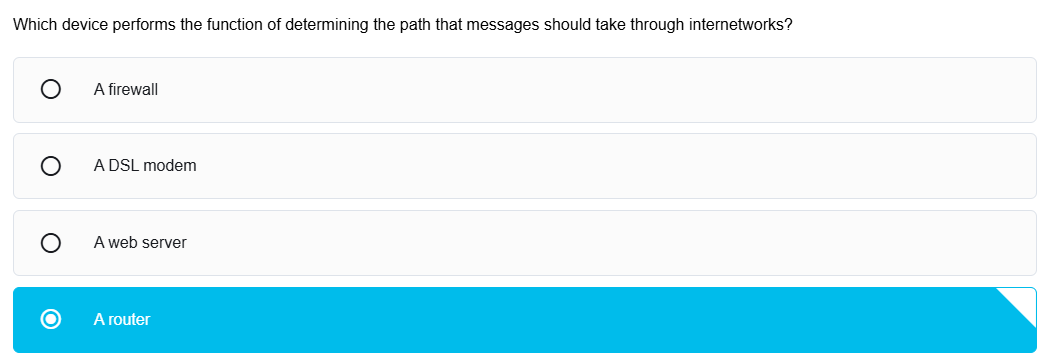 Which device performs the function of determining the path that messages should take through internetworks?
A firewall
A DSL modem
A web server
A router